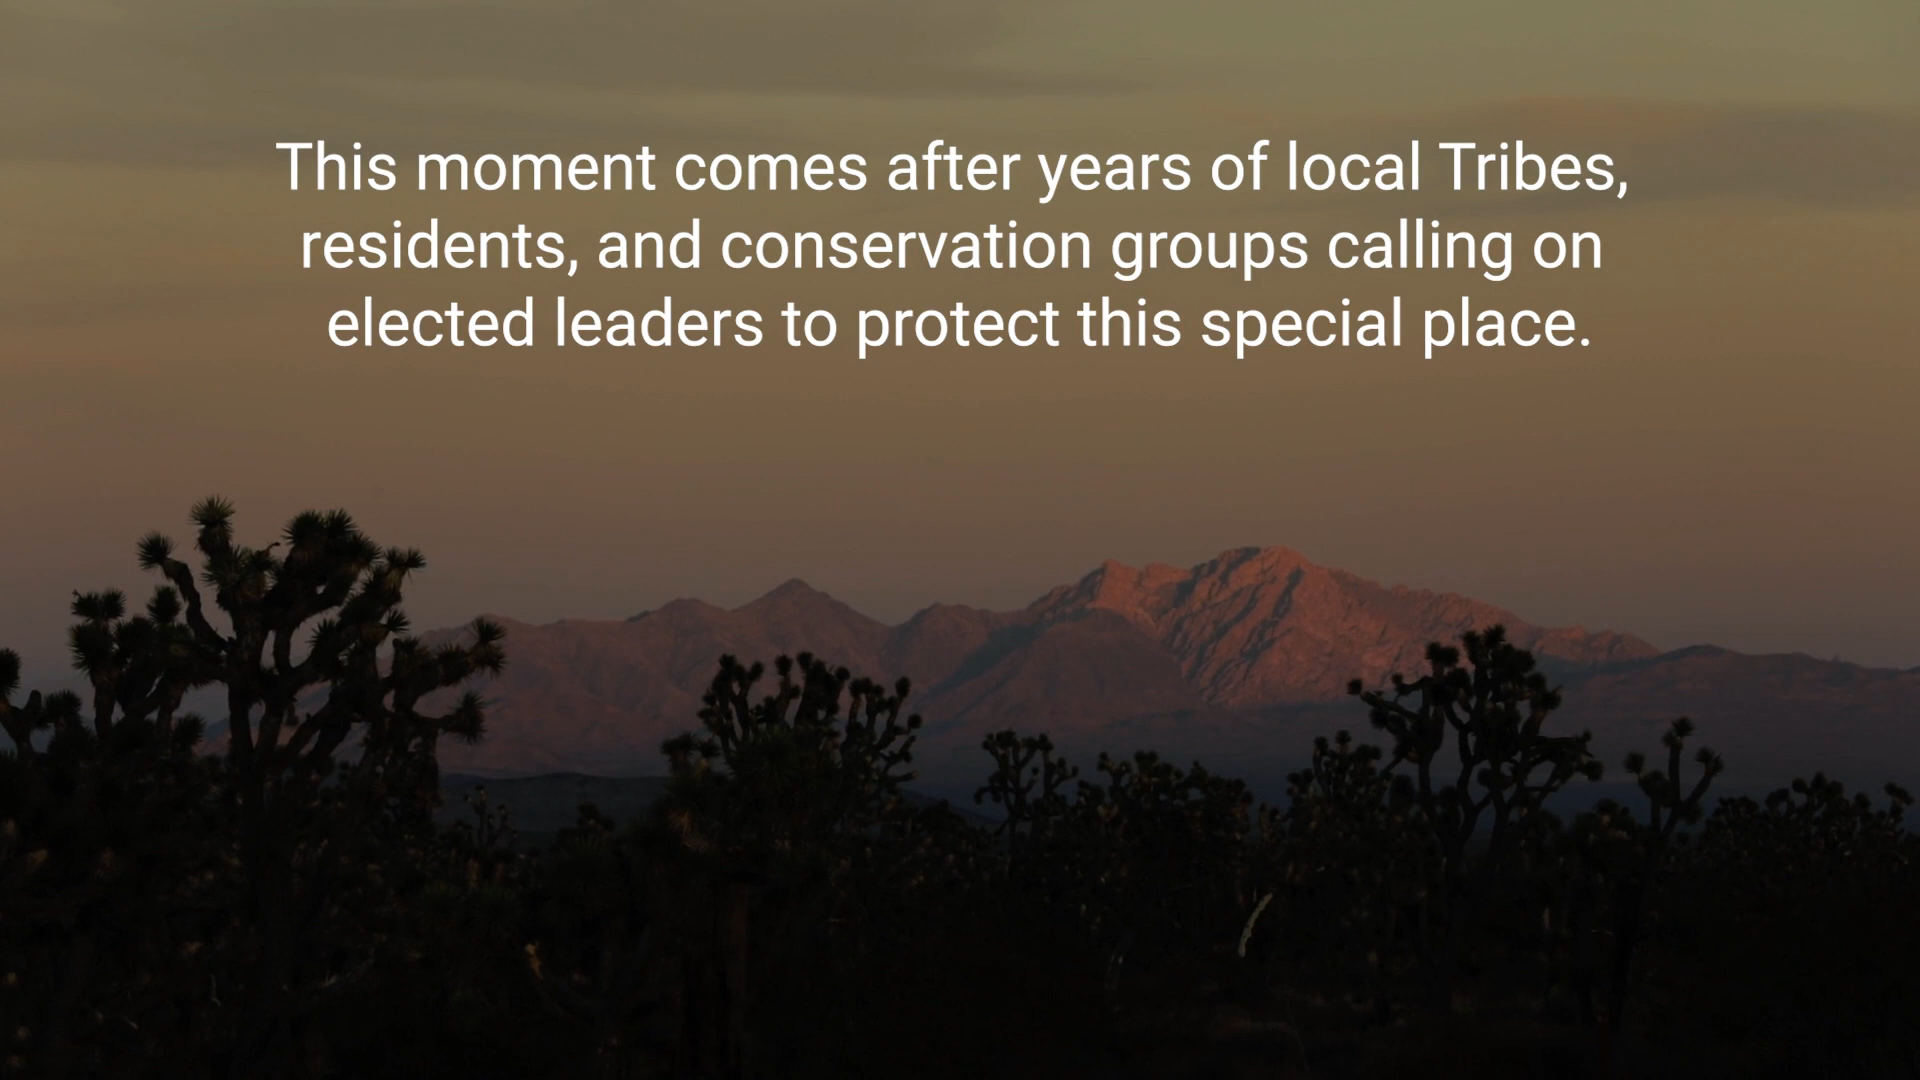 This moment comes after years of local Tribes,
residents, and conservation groups calling on
elected leaders to protect this special place.